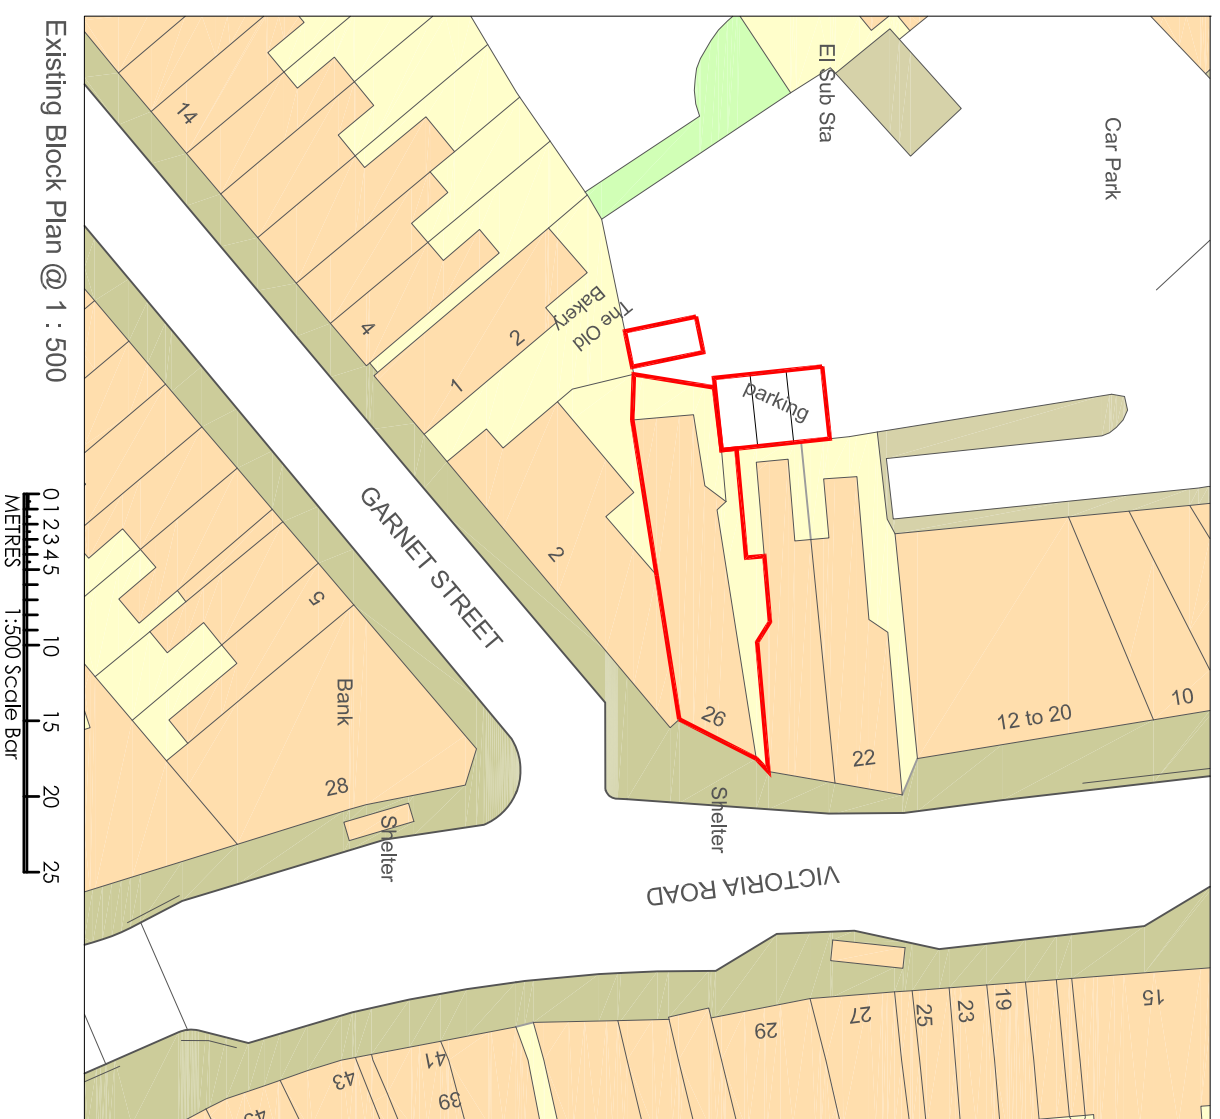 Existing Block Plan @ 1 : 500
0 1 2 3 4 5 10 15 20 25
METRES
1:500 Scale Bar
El Sub Sta
Car Park
14
4
2
1
The Old
Bakery
parking
GARNET STREET
2
5
Bank
28
Shelter
26
Shelter
22
12 to 20
10
VICTORIA ROAD
15
19
23
25
27
29
41
43
39